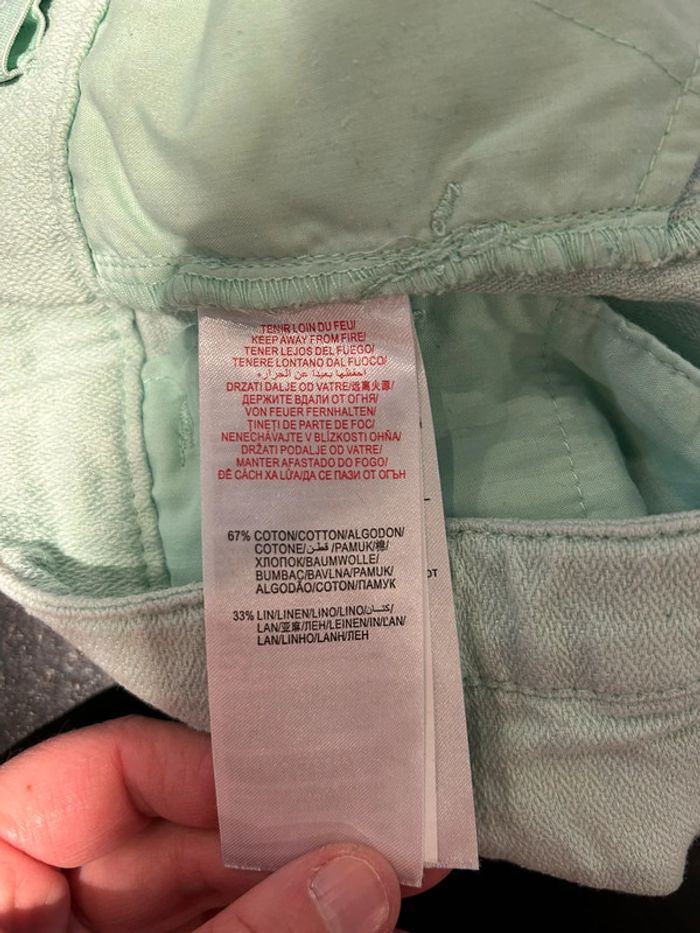 TENIR LOIN DU FEU/
KEEP AWAY FROM FIRE/
TENER LEJOS DEL FUEGO/
TENERE LONTANO DAL FUOCO/
احفظها بعيدا عن الحرارة
DRZATI DALJE OD VATRE/远离火源/
ДЕРЖИТЕ ВДАЛИ ОТ ОГНЯ/
VON FEUER FERNHALTEN/
ȚINEȚI DE PARTE DE FOC/
NENECHÁVAJTE V BLÍZKOSTI OHŇA/
DRŽATI PODALJE OD VATRE/
MANTER AFASTADO DO FOGO/
ĐỂ CÁCH XA LỬA/ДА СЕ ПАЗИ ОТ ОГЪН
67% COTON/COTTON/ALGODON/
COTONE/قطن/PAMUK/棉/
ХЛОПОК/BAUMWOLLE/
BUMBAC/BAVLNA/PAMUK/
ALGODÃO/COTON/ПАМУК
33% LIN/LINEN/LINO/LINO/كتان/
LAN/亚麻/ЛЕН/LEINEN/IN/ĽAN/
LAN/LINHO/LANH/ЛЕН